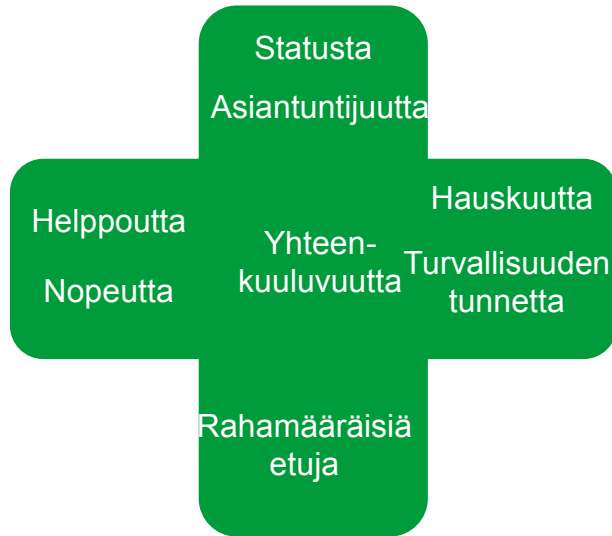 Statusta
Asiantuntijuutta
Helppoutta
Nopeutta
Yhteen-
kuuluvuutta
Hauskuutta
Turvallisuuden
tunnetta
Rahamääräisiä
etuja